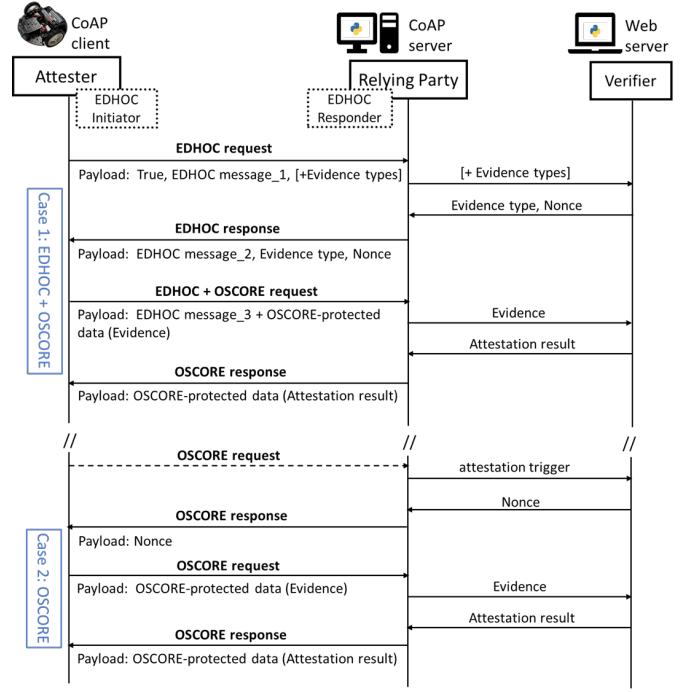 CoAP
client
CoAP
server
Web
server
Attester
Relying Party
Verifier
EDHOC
Initiator
EDHOC
Responder
Case 1: EDHOC + OSCORE
EDHOC request
Payload: True, EDHOC message_1, [+Evidence types]
[+ Evidence types]
Evidence type, Nonce
EDHOC response
Payload: EDHOC message_2, Evidence type, Nonce
EDHOC + OSCORE request
Payload: EDHOC message_3 + OSCORE-protected
data (Evidence)
Evidence
Attestation result
OSCORE response
Payload: OSCORE-protected data (Attestation result)
//
//
//
Case 2: OSCORE
OSCORE request
attestation trigger
Nonce
OSCORE response
Payload: Nonce
OSCORE request
Payload: OSCORE-protected data (Evidence)
Evidence
Attestation result
OSCORE response
Payload: OSCORE-protected data (Attestation result)